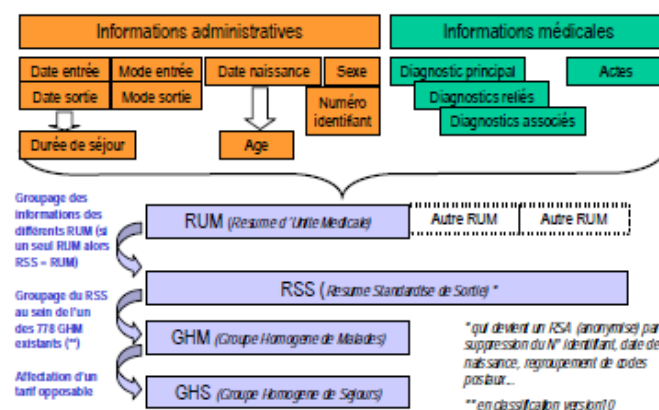 Informations administratives
Informations médicales
Date entrée
Mode entrée
Date naissance
Sexe
Diagnostic principal
Actes
Date sortie
Mode sortie
Diagnostics reliés
Numéro
identifiant
Diagnostics associés
Durée de séjour
Age
Groupage des
informations des
différents RUM (si
un seul RUM alors
RSS = RUM)
RUM (Resume d'Unite Medicale)
Autre RUM
Autre RUM
RSS (Resume Standardise de Sortie) *
Groupage du RSS
au sein de l'un
des 778 GHM
existants (**)
GHM (Groupe Homogene de Malades)
Affectation d'un
tarif opposable
GHS (Groupe Homogene de Sejours)
* qui devient un RSA (anonymise) par
suppression du N° Identifiant, date de
naissance, regroupement de codes
postaux...
** en classification version10